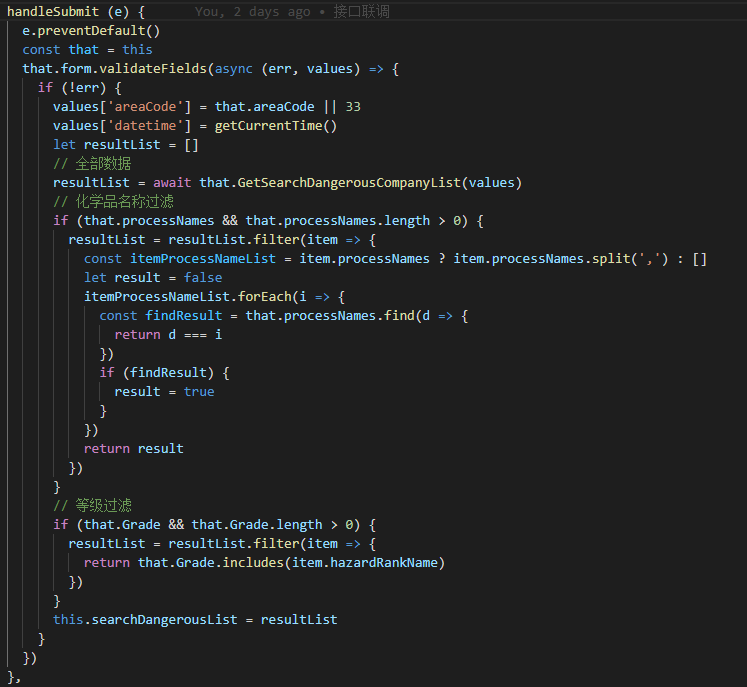 handleSubmit (e) { You, 2 days ago • 接口联调
e.preventDefault()
const that = this
that.form.validateFields(async (err, values) => {
if (!err) {
values['areaCode'] = that.areaCode || 33
values['datetime'] = getCurrentTime()
let resultList = []
// 全部数据
resultList = await that.GetSearchDangerousCompanyList(values)
// 化学品名称过滤
if (that.processNames && that.processNames.length > 0) {
resultList = resultList.filter(item => {
const itemProcessNameList = item.processNames ? item.processNames.split(',') : []
let result = false
itemProcessNameList.forEach(i => {
const findResult = that.processNames.find(d => {
return d === i
})
if (findResult) {
result = true
}
})
return result
})
}
// 等级过滤
if (that.Grade && that.Grade.length > 0) {
resultList = resultList.filter(item => {
return that.Grade.includes(item.hazardRankName)
})
}
this.searchDangerousList = resultList
}
})
},